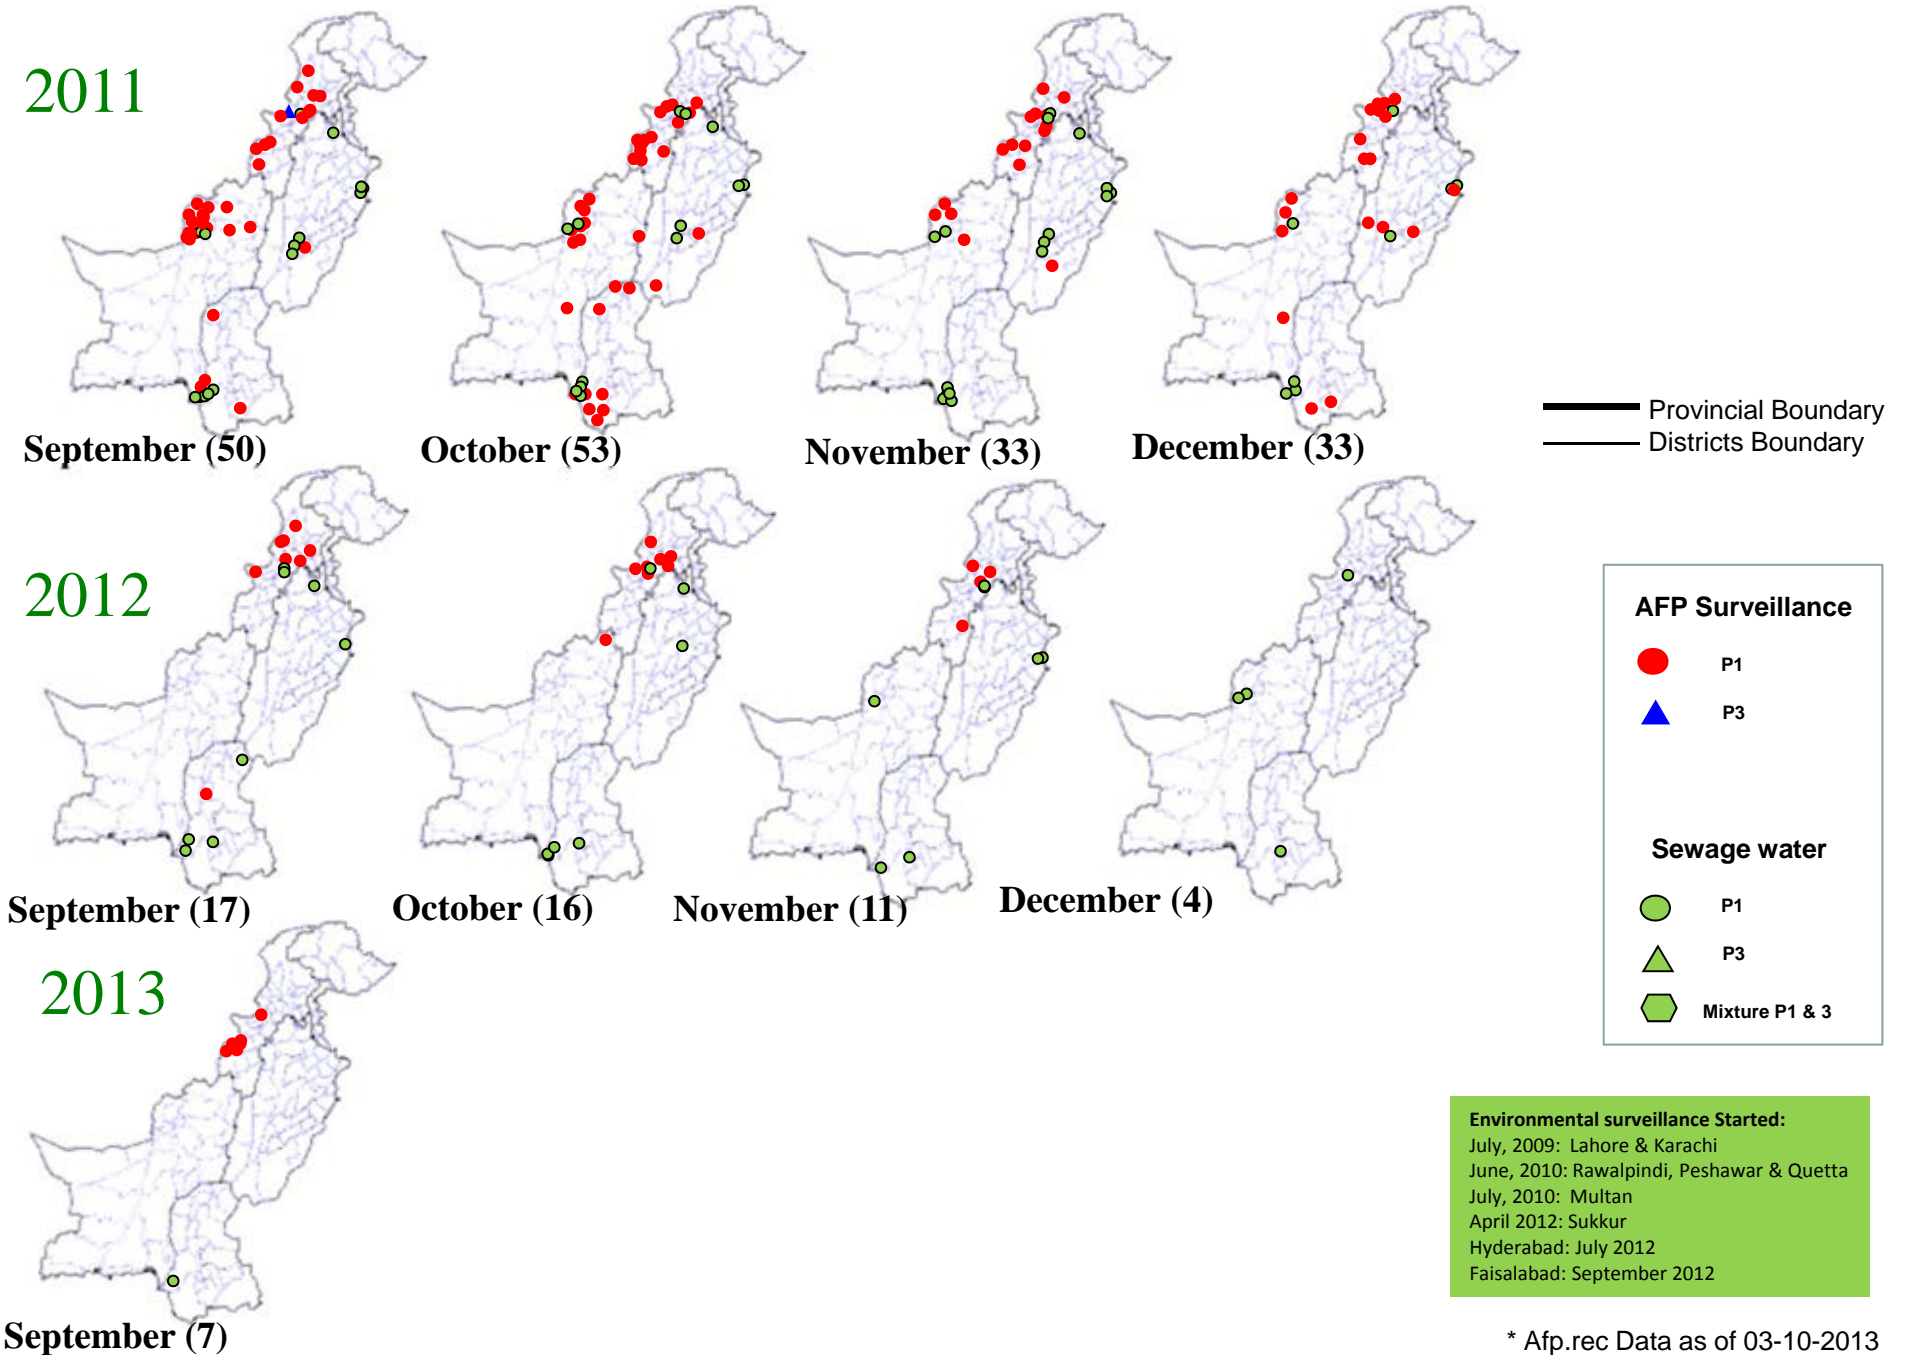 2011
September (50)
October (53)
November (33)
December (33)
Provincial Boundary
Districts Boundary
2012
September (17)
October (16)
November (11)
December (4)
AFP Surveillance
P1
P3
Sewage water
P1
P3
Mixture P1 & 3
2013
September (7)
Environmental surveillance Started:
July, 2009: Lahore & Karachi
June, 2010: Rawalpindi, Peshawar & Quetta
July, 2010: Multan
April 2012: Sukkur
Hyderabad: July 2012
Faisalabad: September 2012
* Afp.rec Data as of 03-10-2013